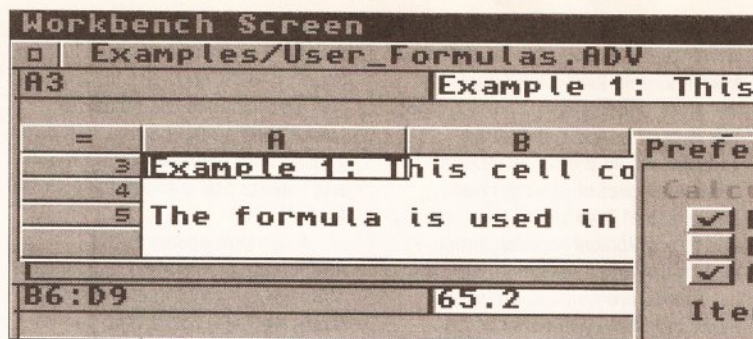 Workbench Screen
Examples/User_Formulas.ADV
A3 Example 1: This
= A B
3 Example 1: This cell co
4
5 The formula is used in
B6:D9 65.2
Prefe
Calc
Ite